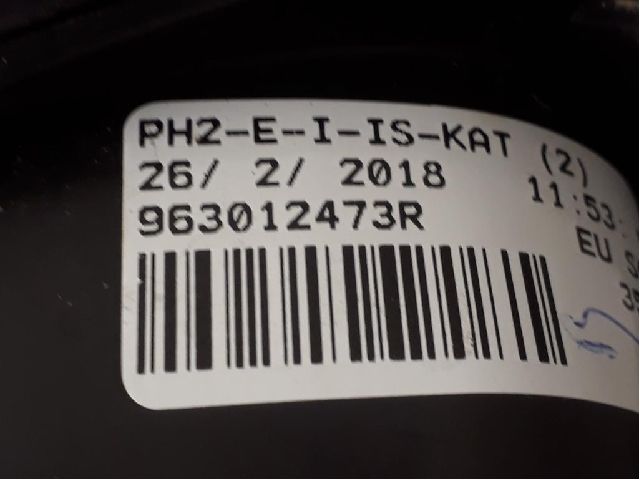 PH2-E-I-IS-KAT (2)
26/ 2/ 2018 11:53:
963012473R EU